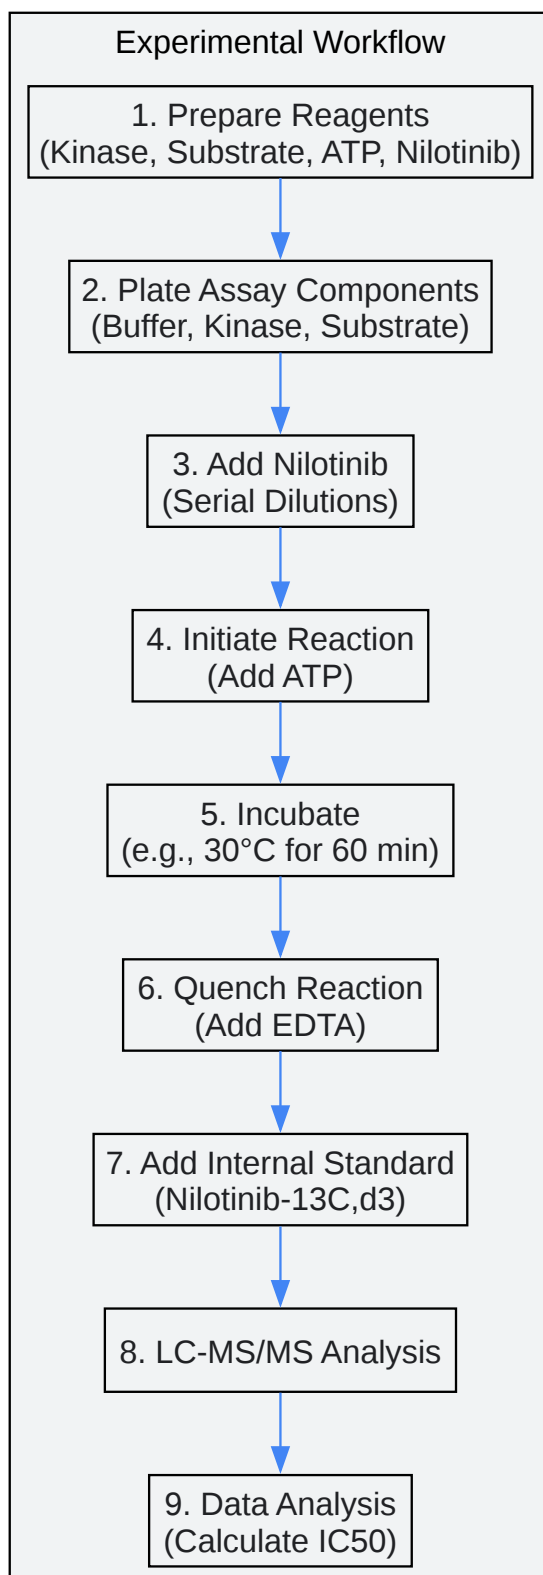 Experimental Workflow
1. Prepare Reagents
(Kinase, Substrate, ATP, Nilotinib)
2. Plate Assay Components
(Buffer, Kinase, Substrate)
3. Add Nilotinib
(Serial Dilutions)
4. Initiate Reaction
(Add ATP)
5. Incubate
(e.g., 30°C for 60 min)
6. Quench Reaction
(Add EDTA)
7. Add Internal Standard
(Nilotinib-13C,d3)
8. LC-MS/MS Analysis
9. Data Analysis
(Calculate IC50)